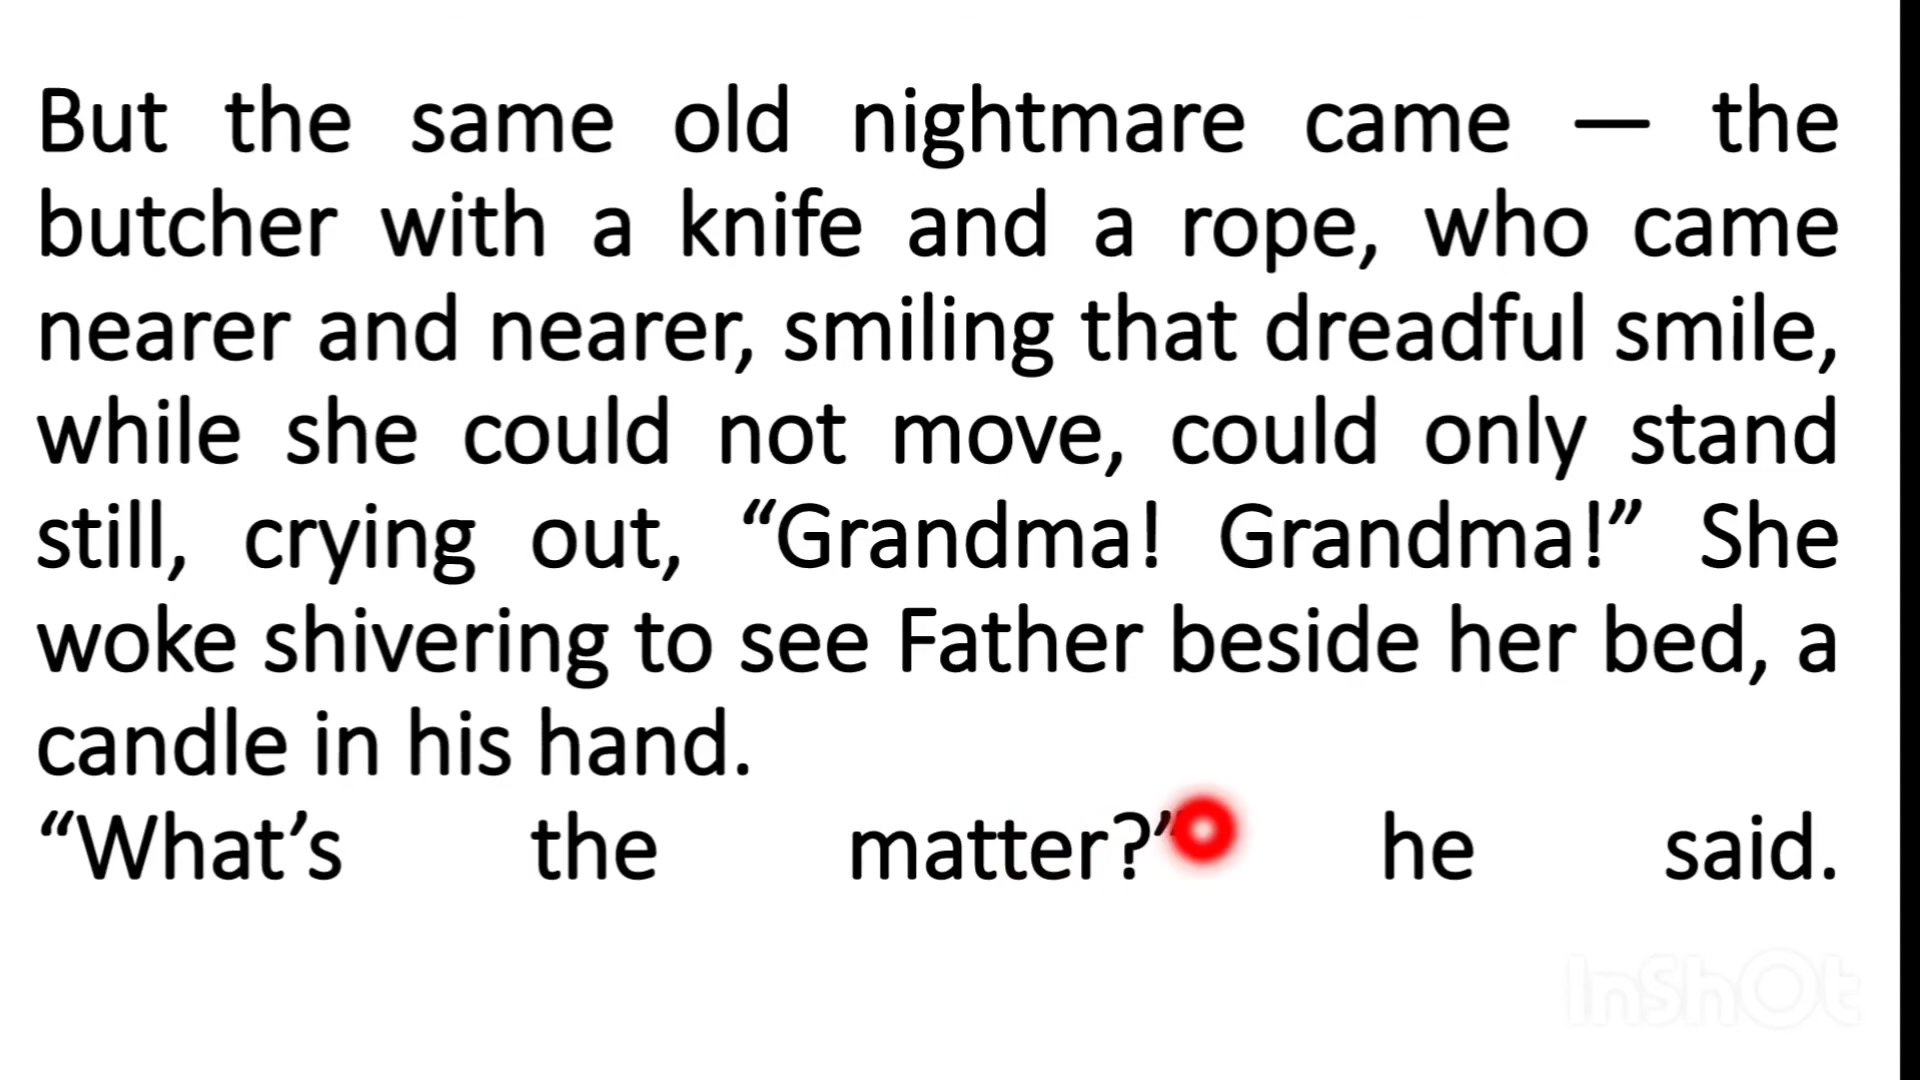 But the same old nightmare came — the
butcher with a knife and a rope, who came
nearer and nearer, smiling that dreadful smile,
while she could not move, could only stand
still, crying out, “Grandma! Grandma!” She
woke shivering to see Father beside her bed, a
candle in his hand.
“What’s the matter?” he said.
InShOt